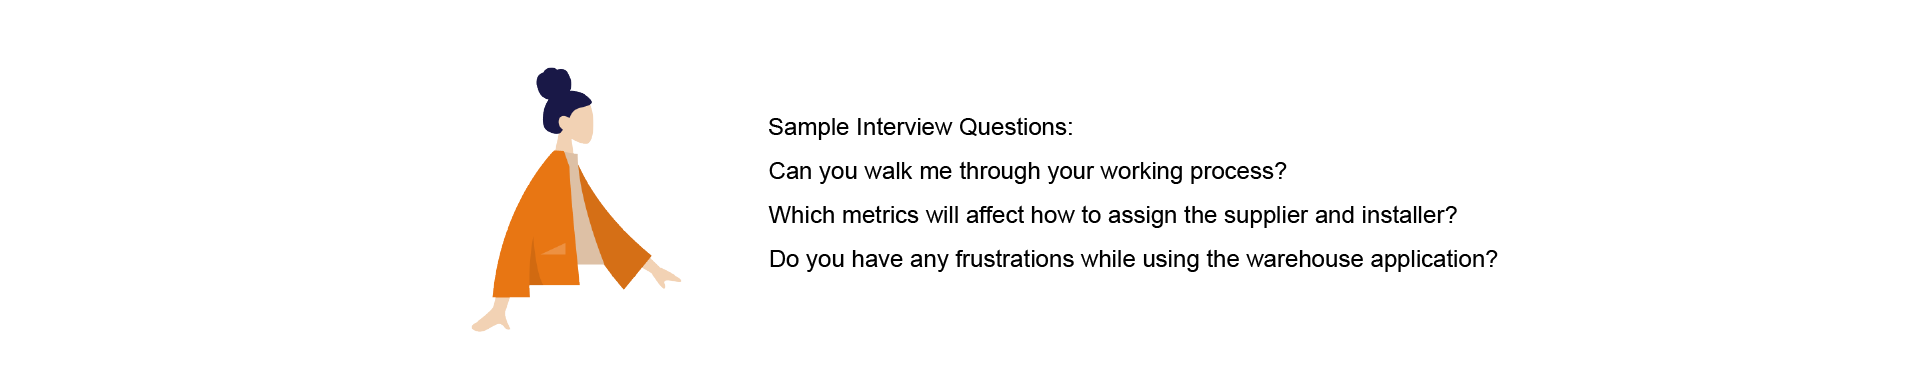 Sample Interview Questions:
Can you walk me through your working process?
Which metrics will affect how to assign the supplier and installer?
Do you have any frustrations while using the warehouse application?